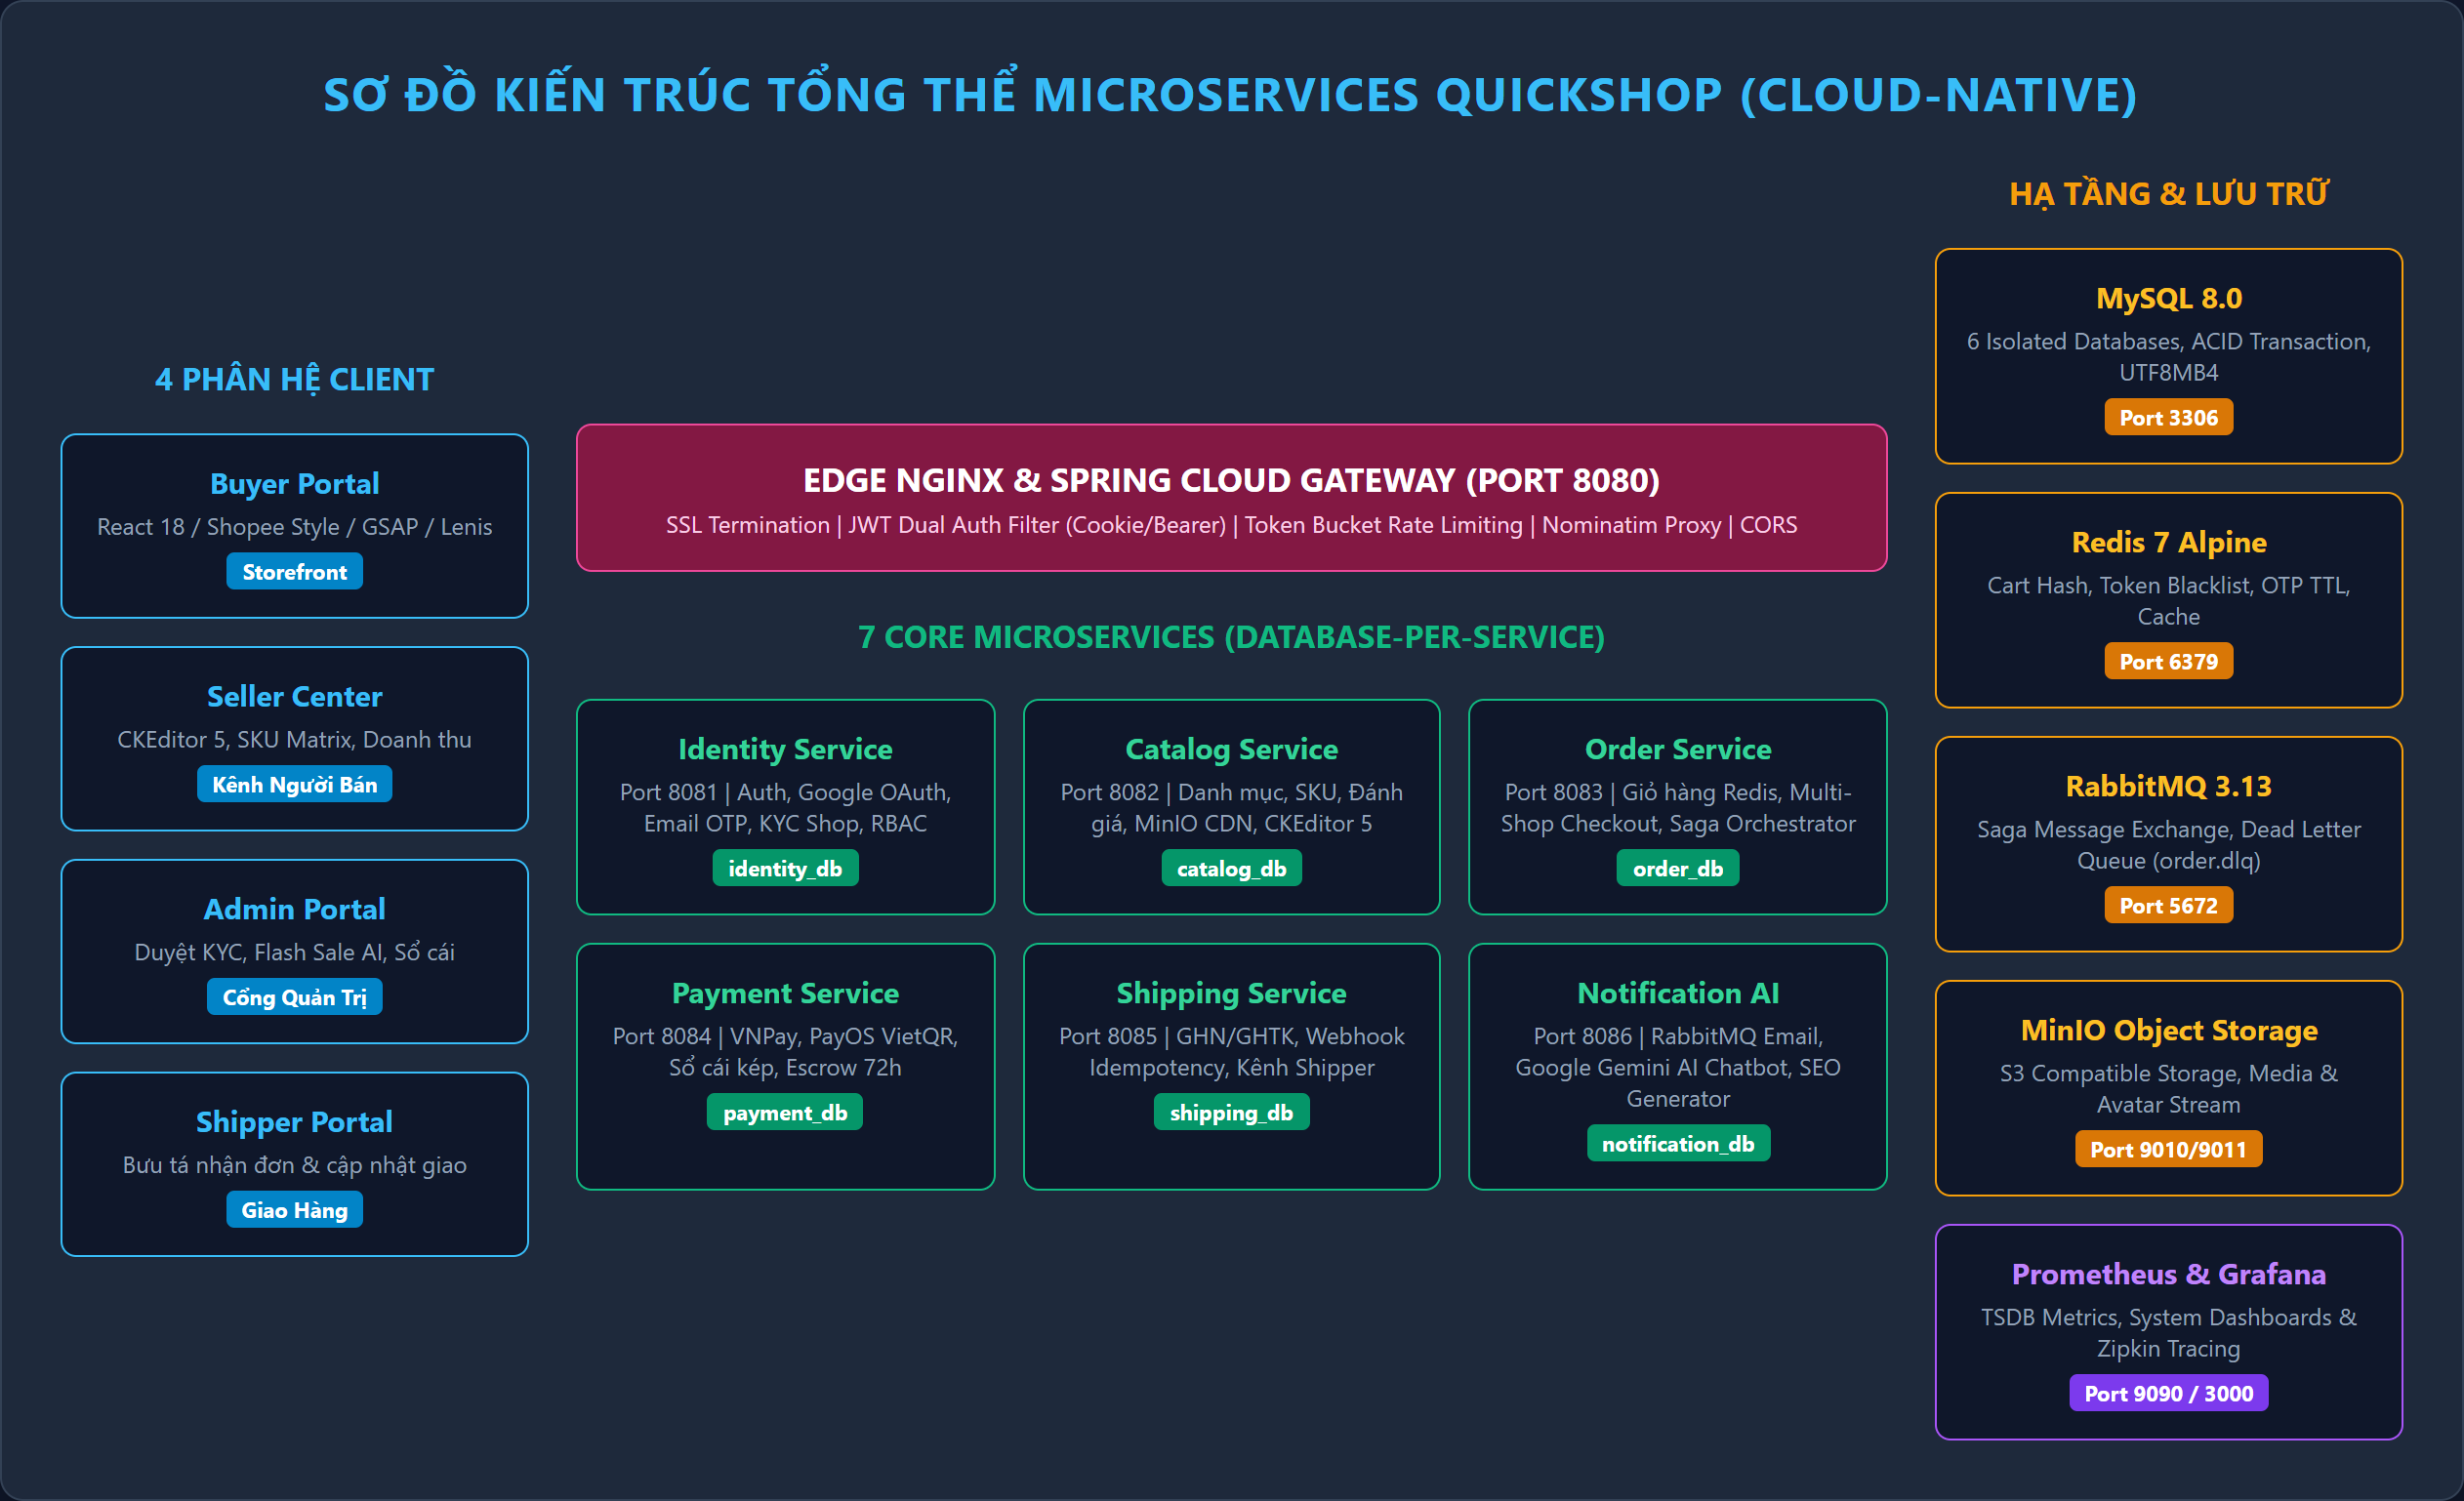 SƠ ĐỒ KIẾN TRÚC TỔNG THỂ MICROSERVICES QUICKSHOP (CLOUD-NATIVE)
4 PHÂN HỆ CLIENT
Buyer Portal
React 18 / Shopee Style / GSAP / Lenis
Storefront
Seller Center
CKEditor 5, SKU Matrix, Doanh thu
Kênh Người Bán
Admin Portal
Duyệt KYC, Flash Sale AI, Sổ cái
Cổng Quản Trị
Shipper Portal
Bưu tá nhận đơn & cập nhật giao
Giao Hàng
EDGE NGINX & SPRING CLOUD GATEWAY (PORT 8080)
SSL Termination | JWT Dual Auth Filter (Cookie/Bearer) | Token Bucket Rate Limiting | Nominatim Proxy | CORS
7 CORE MICROSERVICES (DATABASE-PER-SERVICE)
Identity Service
Port 8081 | Auth, Google OAuth,
Email OTP, KYC Shop, RBAC
identity_db
Catalog Service
Port 8082 | Danh mục, SKU, Đánh
giá, MinIO CDN, CKEditor 5
catalog_db
Order Service
Port 8083 | Giỏ hàng Redis, Multi-
Shop Checkout, Saga Orchestrator
order_db
Payment Service
Port 8084 | VNPay, PayOS VietQR,
Sổ cái kép, Escrow 72h
payment_db
Shipping Service
Port 8085 | GHN/GHTK, Webhook
Idempotency, Kênh Shipper
shipping_db
Notification AI
Port 8086 | RabbitMQ Email,
Google Gemini AI Chatbot, SEO
Generator
notification_db
HẠ TẦNG & LƯU TRỮ
MySQL 8.0
6 Isolated Databases, ACID Transaction,
UTF8MB4
Port 3306
Redis 7 Alpine
Cart Hash, Token Blacklist, OTP TTL,
Cache
Port 6379
RabbitMQ 3.13
Saga Message Exchange, Dead Letter
Queue (order.dlq)
Port 5672
MinIO Object Storage
S3 Compatible Storage, Media &
Avatar Stream
Port 9010/9011
Prometheus & Grafana
TSDB Metrics, System Dashboards &
Zipkin Tracing
Port 9090 / 3000